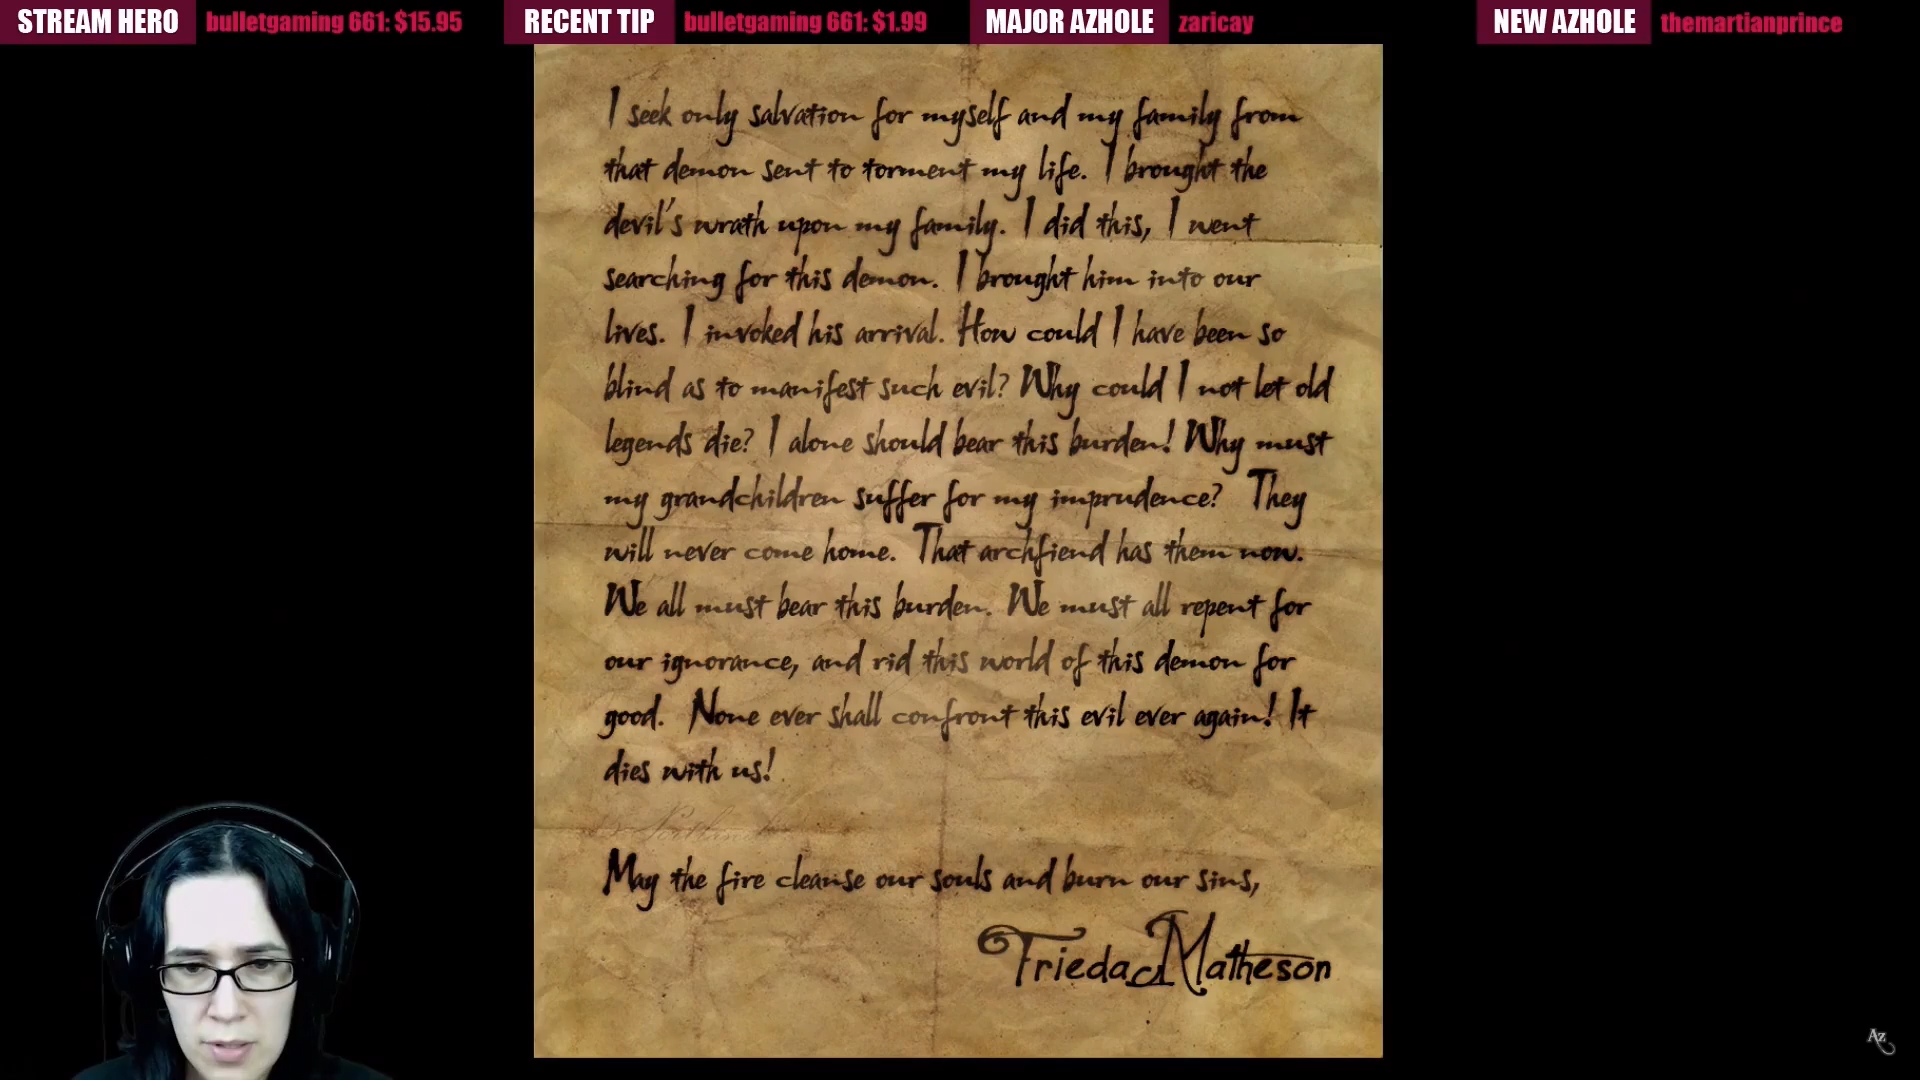 STREAM HERO bulletgaming 661: $15.95 RECENT TIP bulletgaming 661: $1.99 MAJOR AZHOLE zaricay NEW AZHOLE themartianprince
I seek only salvation for myself and my family from
that demon sent to torment my life. I brought the
devil's wrath upon my family. I did this, I went
searching for this demon. I brought him into our
lives. I invoked his arrival. How could I have been so
blind as to manifest such evil? Why could I not let old
legends die? I alone should bear this burden! Why must
my grandchildren suffer for my imprudence? They
will never come home. That archfiend has them now.
We all must bear this burden. We must all repent for
our ignorance, and rid this world of this demon for
good. None ever shall confront this evil ever again! It
dies with us!
May the fire cleanse our souls and burn our sins,
Frieda Matheson
Az